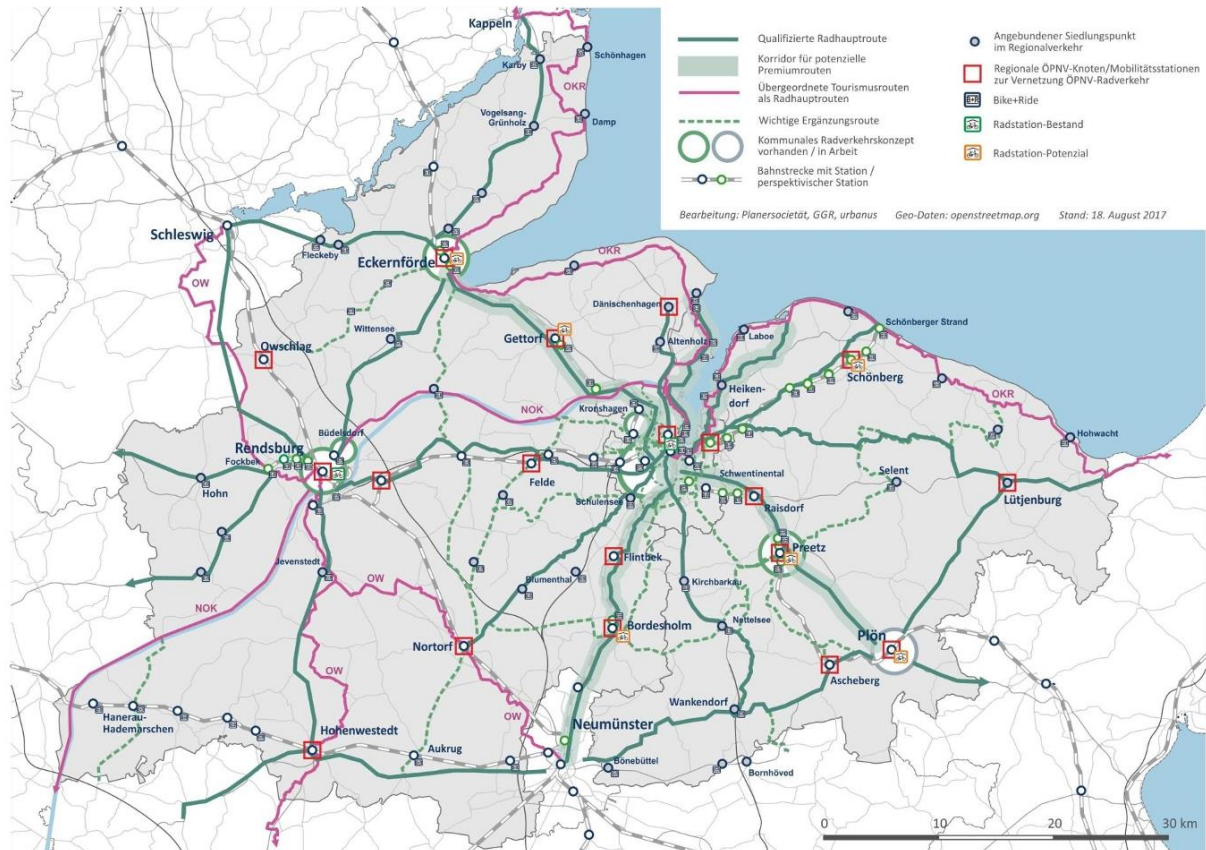 Qualifizierte Radhauptroute
Korridor für potenzielle
Premiumrouten
Übergeordnete Tourismusrouten
als Radhauptrouten
Wichtige Ergänzungsroute
Kommunales Radverkehrskonzept
vorhanden / in Arbeit
Bahnstrecke mit Station /
perspektivischer Station
Angebundener Siedlungspunkt
im Regionalverkehr
Regionale ÖPNV-Knoten/Mobilitätsstationen
zur Vernetzung ÖPNV-Radverkehr
Bike+Ride
Radstation-Bestand
Radstation-Potenzial
Bearbeitung: Planersocietät, GGR, urbanus Geo-Daten: openstreetmap.org Stand: 18. August 2017
Kappeln
Schönhagen
Karby
OKR
Vogelsang-
Grünholz
Damp
Schleswig
Fleckeby
Eckernförde
OKR
OW
Dänischenhagen
Wittensee
Gettorf
Altenholz
Laboe
Schönberger Strand
Owschlag
Schönberg
Heiken-
dorf
NOK
Kronshagen
OKR
Hohwacht
Büdelsdorf
Rendsburg
Fockbek
Felde
Schwentinental
Selent
Hohn
Schulensee
Raisdorf
Lütjenburg
Jevenstedt
Flintbek
Preetz
OW
Blumenthal
Kirchbarkau
NOK
Bordesholm
Nettelsee
Plön
Nortorf
OW
Ascheberg
OW
Wankendorf
Hanerau-
Hademarschen
Neumünster
Hohenwestedt
Aukrug
Bönebüttel
Bornhöved
0 10 20 30 km